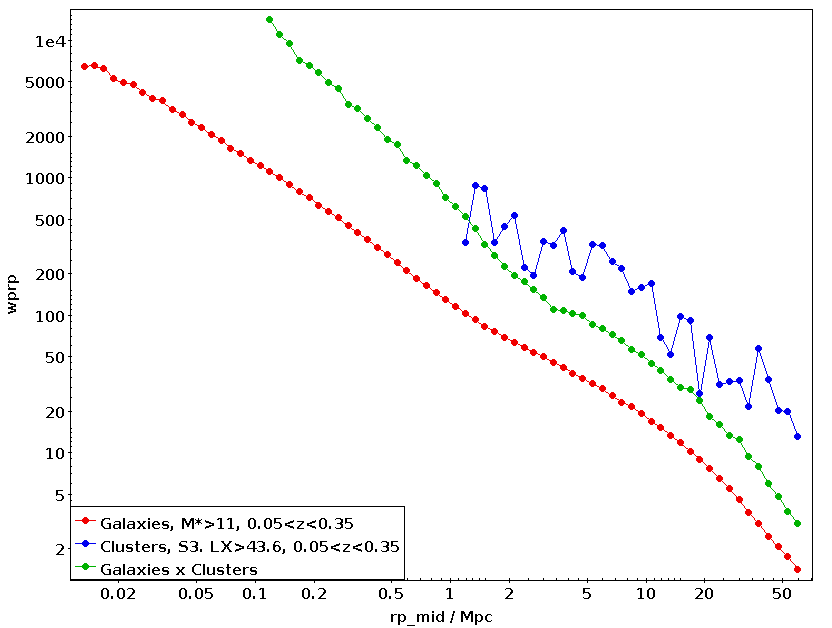 1e4
5000
2000
1000
500
200
100
50
20
10
5
2
wprp
Galaxies, M*>11, 0.05<z<0.35
Clusters, S3. LX>43.6, 0.05<z<0.35
Galaxies x Clusters
0.02 0.05 0.1 0.2 0.5 1 2 5 10 20 50
rp_mid / Mpc